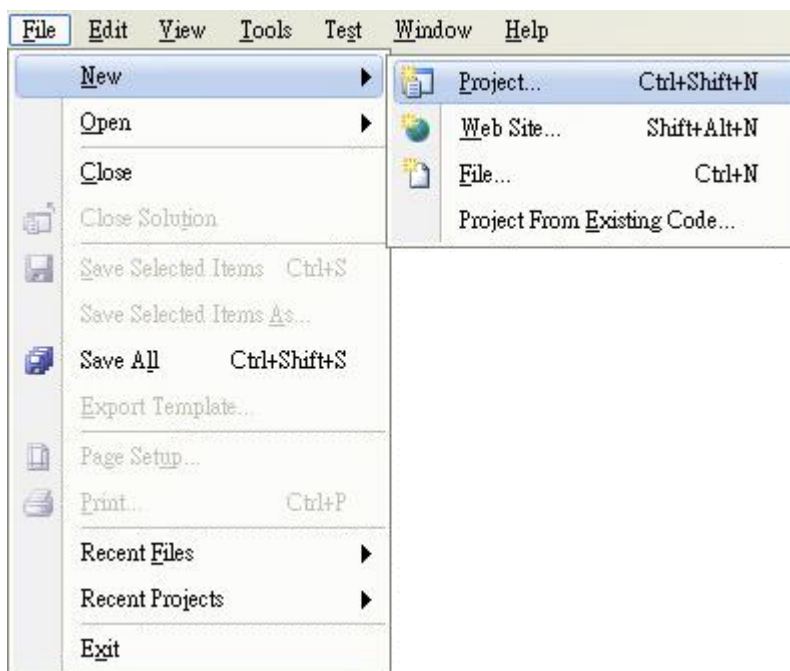 File Edit View Tools Test Window Help
New
Open
Close
Close Solution
Save Selected Items Ctrl+S
Save Selected Items As...
Save All Ctrl+Shift+S
Export Template...
Page Setup...
Print... Ctrl+P
Recent Files
Recent Projects
Exit
Project... Ctrl+Shift+N
Web Site... Shift+Alt+N
File... Ctrl+N
Project From Existing Code...